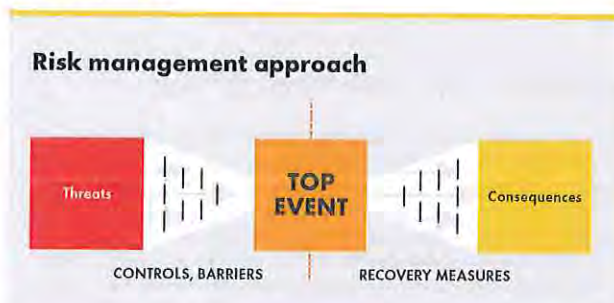 Risk management approach
Threats
TOP
EVENT
Consequences
CONTROLS, BARRIERS
RECOVERY MEASURES